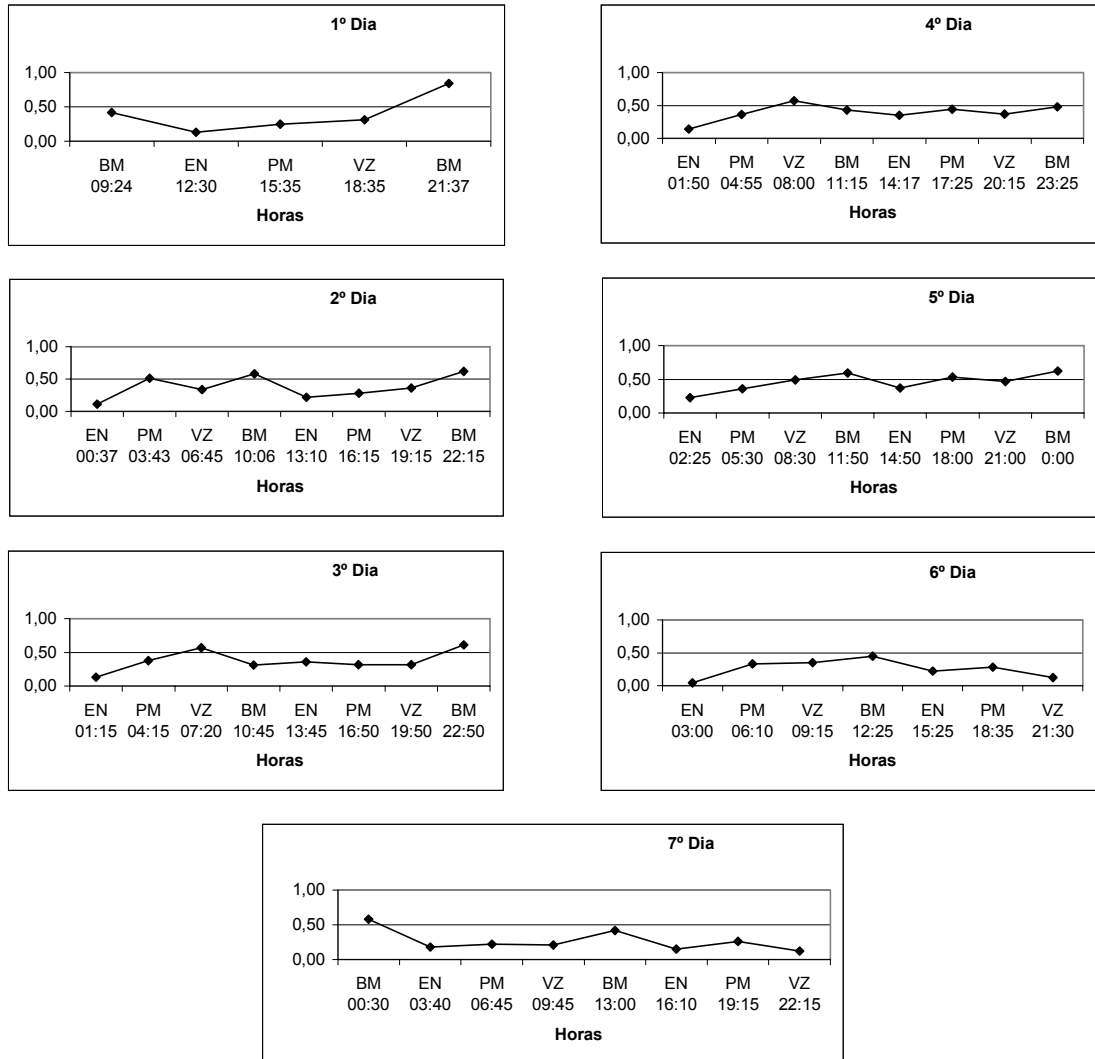 1º Dia
1,00
0,50
0,00
BM EN PM VZ BM
09:24 12:30 15:35 18:35 21:37
Horas
2º Dia
1,00
0,50
0,00
EN PM VZ BM EN PM VZ BM
00:37 03:43 06:45 10:06 13:10 16:15 19:15 22:15
Horas
3º Dia
1,00
0,50
0,00
EN PM VZ BM EN PM VZ BM
01:15 04:15 07:20 10:45 13:45 16:50 19:50 22:50
Horas
4º Dia
1,00
0,50
0,00
EN PM VZ BM EN PM VZ BM
01:50 04:55 08:00 11:15 14:17 17:25 20:15 23:25
Horas
5º Dia
1,00
0,50
0,00
EN PM VZ BM EN PM VZ BM
02:25 05:30 08:30 11:50 14:50 18:00 21:00 0:00
Horas
6º Dia
1,00
0,50
0,00
EN PM VZ BM EN PM VZ
03:00 06:10 09:15 12:25 15:25 18:35 21:30
Horas
7º Dia
1,00
0,50
0,00
BM EN PM VZ BM EN PM VZ
00:30 03:40 06:45 09:45 13:00 16:10 19:15 22:15
Horas